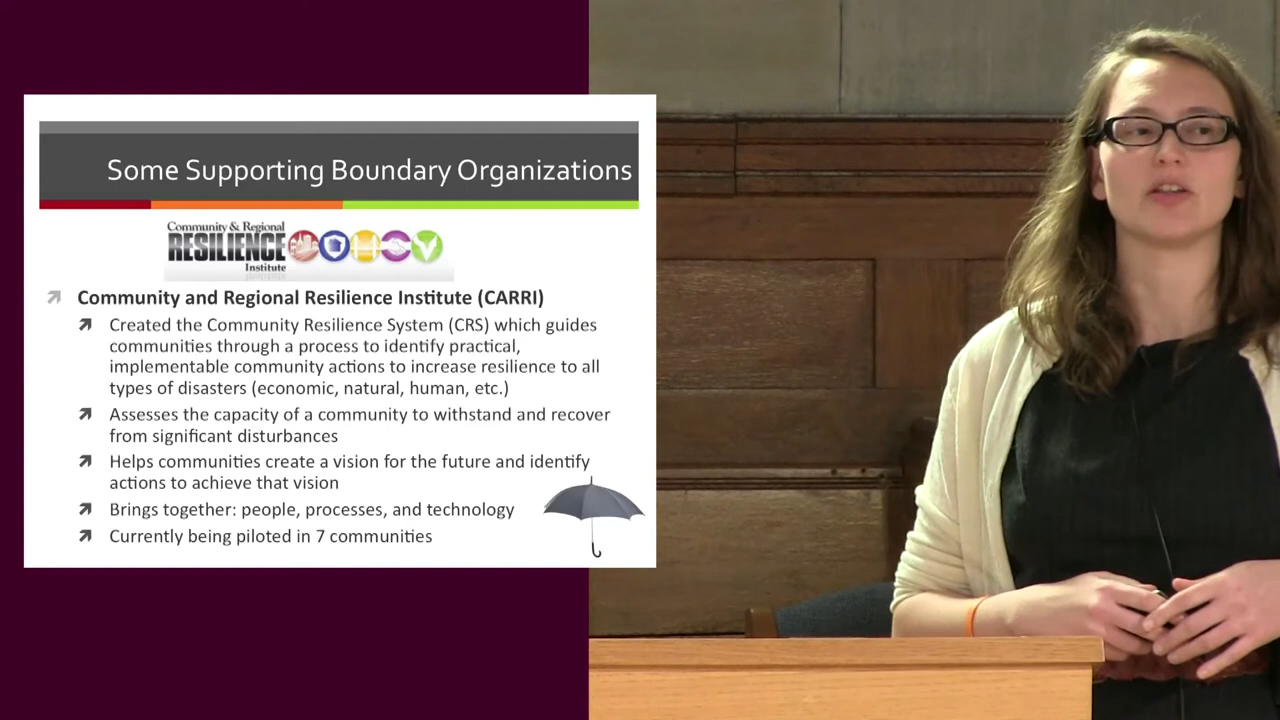 Some Supporting Boundary Organizations
Community & Regional
RESILIENCE
Institute
Community and Regional Resilience Institute (CARRI)
Created the Community Resilience System (CRS) which guides
communities through a process to identify practical,
implementable community actions to increase resilience to all
types of disasters (economic, natural, human, etc.)
Assesses the capacity of a community to withstand and recover
from significant disturbances
Helps communities create a vision for the future and identify
actions to achieve that vision
Brings together: people, processes, and technology
Currently being piloted in 7 communities